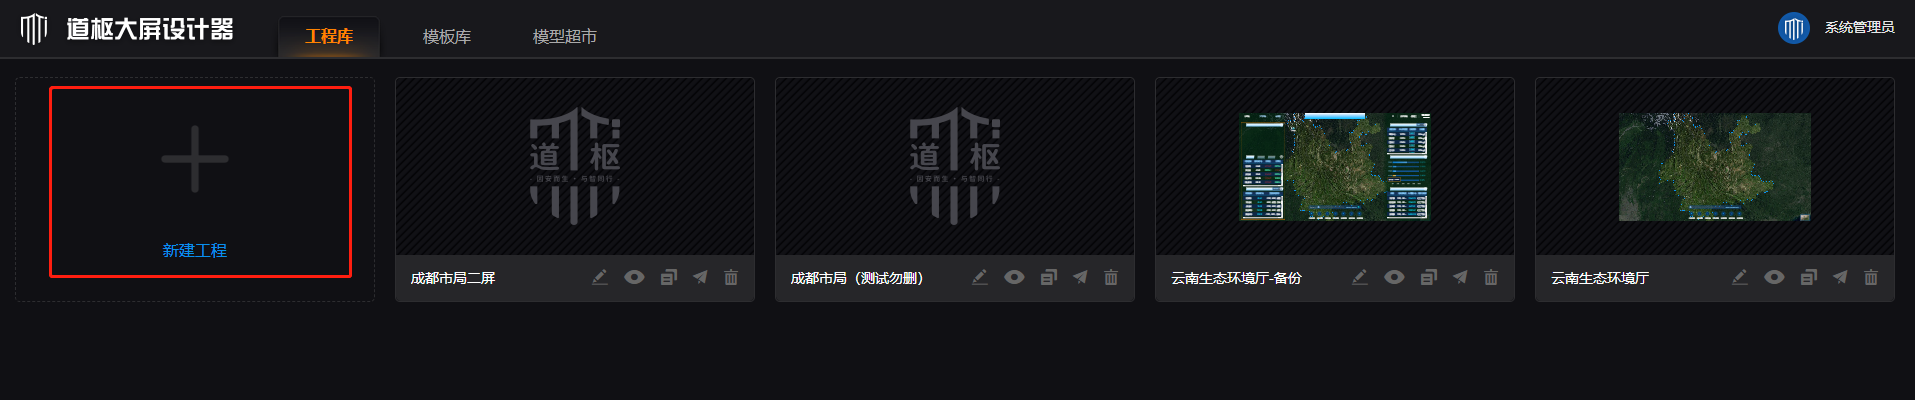 道枢大屏设计器
工程库
模板库
模型超市
系统管理员
新建工程
道 枢
道 枢
成都市局二屏
成都市局（测试勿删）
云南生态环境厅-备份
云南生态环境厅